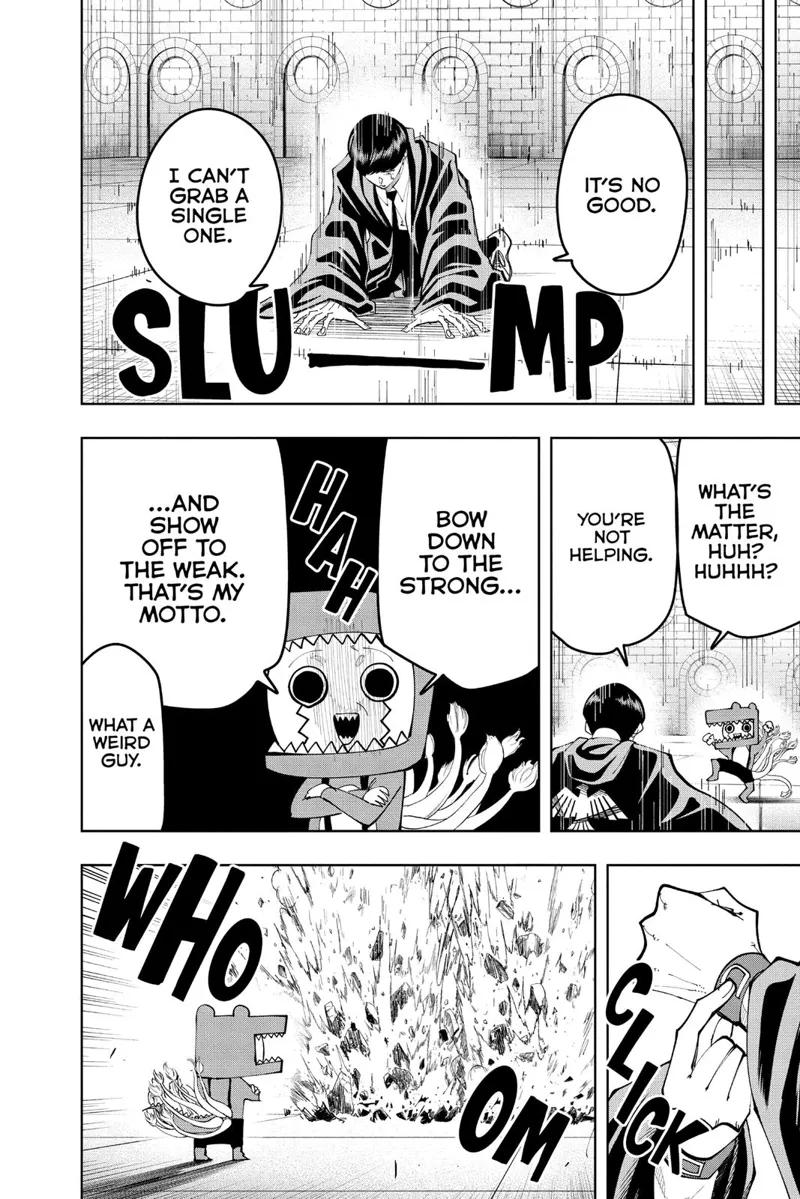 IT'S NO
GOOD.
I CAN'T
GRAB A
SINGLE
ONE.
SLU—MP
WHAT'S
THE
MATTER,
HUH?
HUHHH?
YOU'RE
NOT
HELPING.
BOW
DOWN
TO THE
STRONG...
HAH
...AND
SHOW
OFF TO
THE WEAK.
THAT'S MY
MOTTO.
WHAT A
WEIRD
GUY.
CLICK
WHO
OM